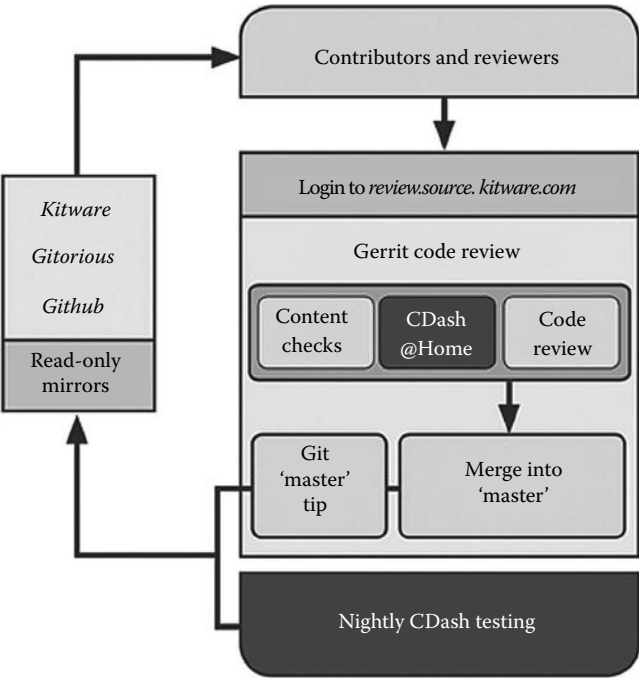 Contributors and reviewers
Login to review.source. kitware.com
Kitware
Gitorious
Github
Read-only
mirrors
Gerrit code review
Content
checks
CDash
@Home
Code
review
Git
‘master’
tip
Merge into
‘master’
Nightly CDash testing